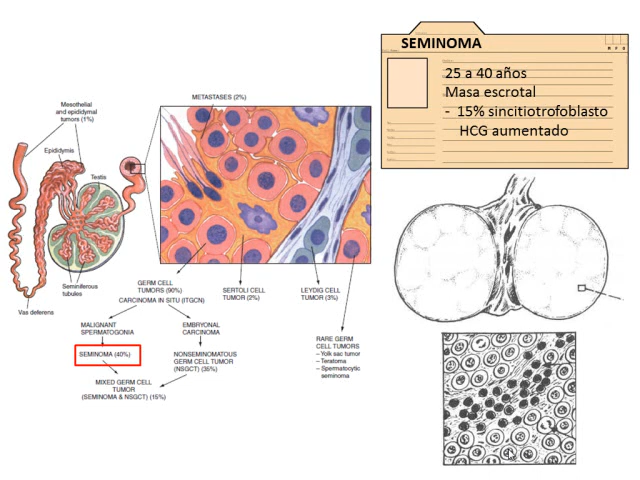 SEMINOMA
25 a 40 años
Masa escrotal
- 15% sincitiotrofoblasto
HCG aumentado
METASTASES (2%)
Mesothelial
and epididymal
tumors (1%)
Epididymis
Testis
Seminiferous
tubules
Vas deferens
GERM CELL
TUMORS (90%)
CARCINOMA IN SITU (ITGCN)
SERTOLI CELL
TUMOR (2%)
LEYDIG CELL
TUMOR (3%)
MALIGNANT
SPERMATOGONIA
EMBRYONAL
CARCINOMA
SEMINOMA (40%)
NONSEMINOMATOUS
GERM CELL TUMOR
(NSGCT) (35%)
RARE GERM
CELL TUMORS
– Yolk sac tumor
– Teratoma
– Spermatocytic
seminoma
MIXED GERM CELL
TUMOR
(SEMINOMA & NSGCT) (15%)